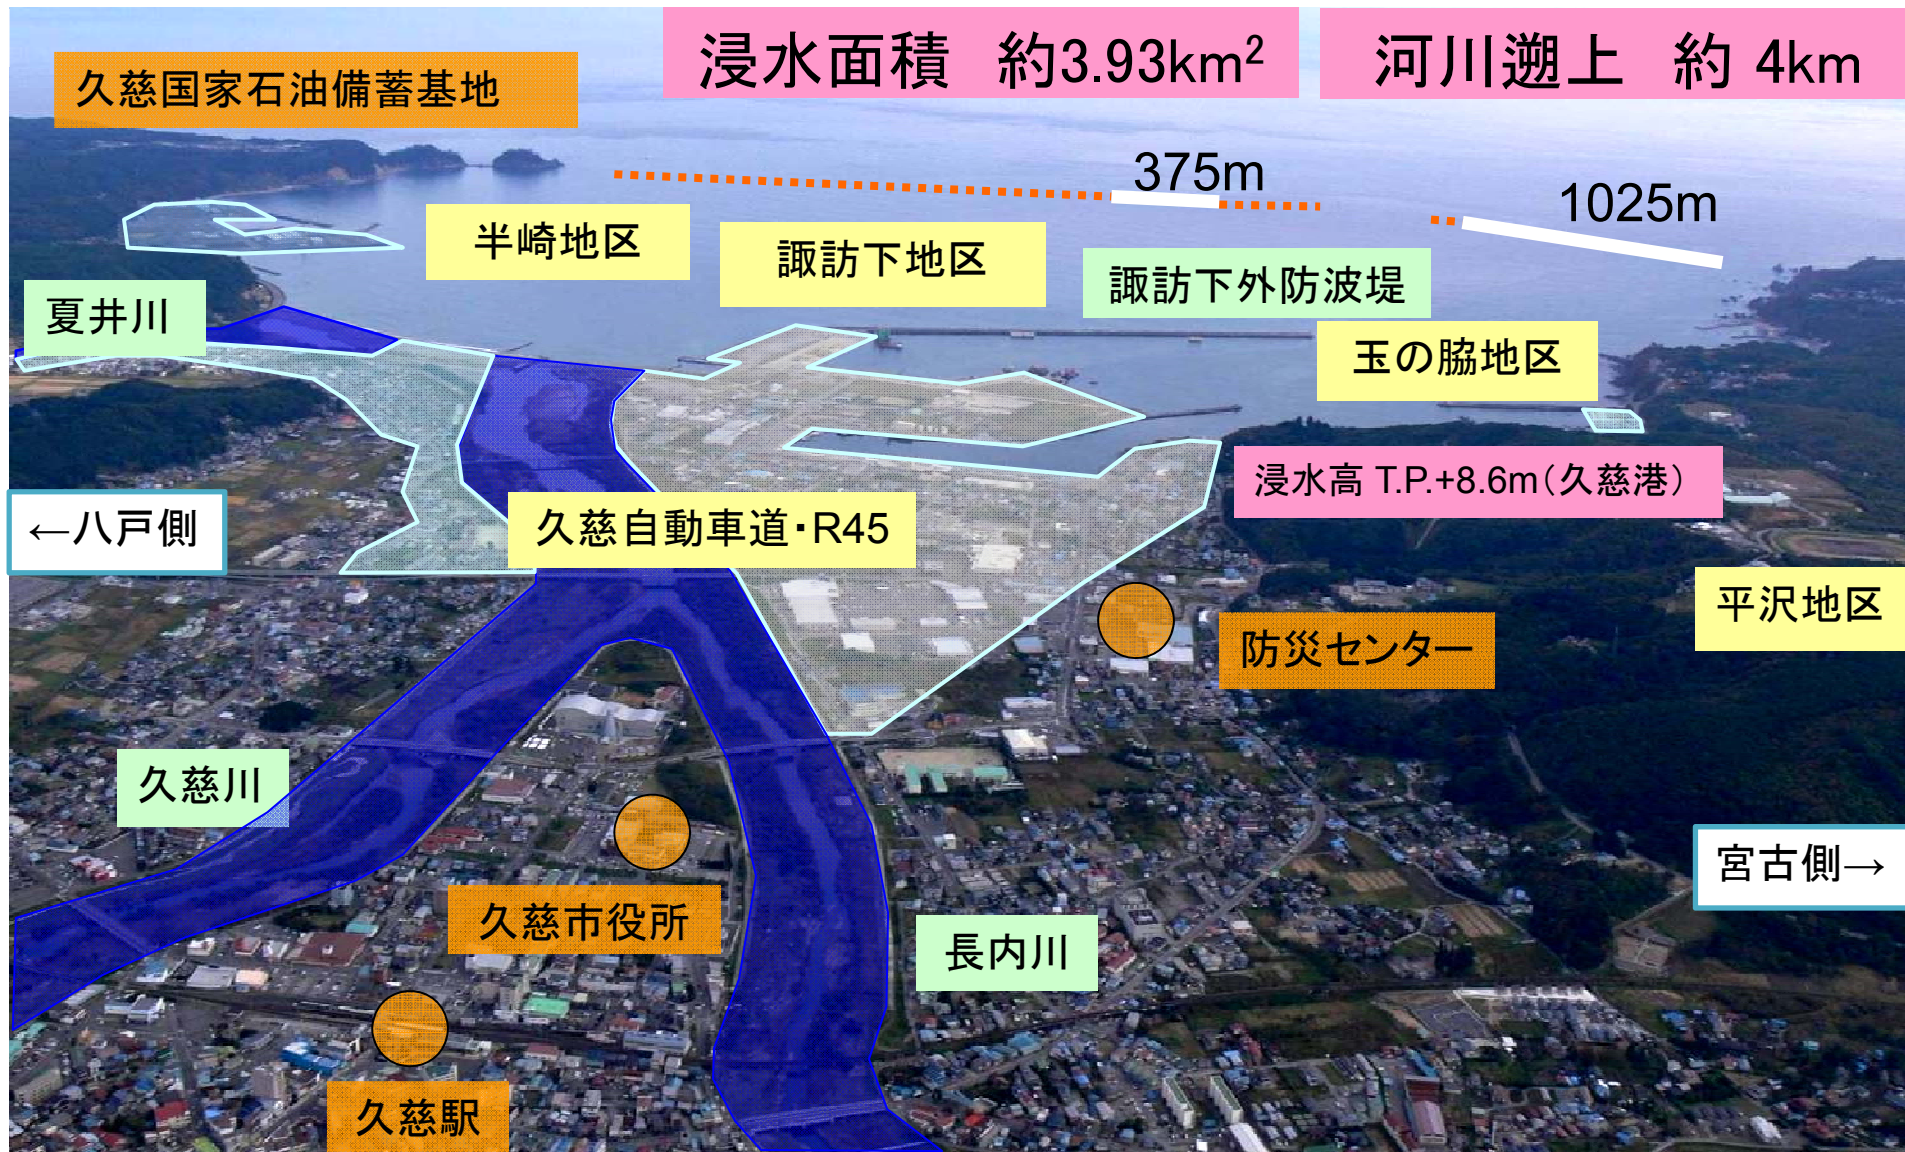 浸水面積 約3.93km²
河川遡上 約 4km
久慈国家石油備蓄基地
375m
1025m
半崎地区
諏訪下地区
諏訪下外防波堤
夏井川
玉の脇地区
浸水高 T.P.+8.6m(久慈港)
←八戸側
久慈自動車道・R45
平沢地区
防災センター
久慈川
宮古側→
久慈市役所
長内川
久慈駅